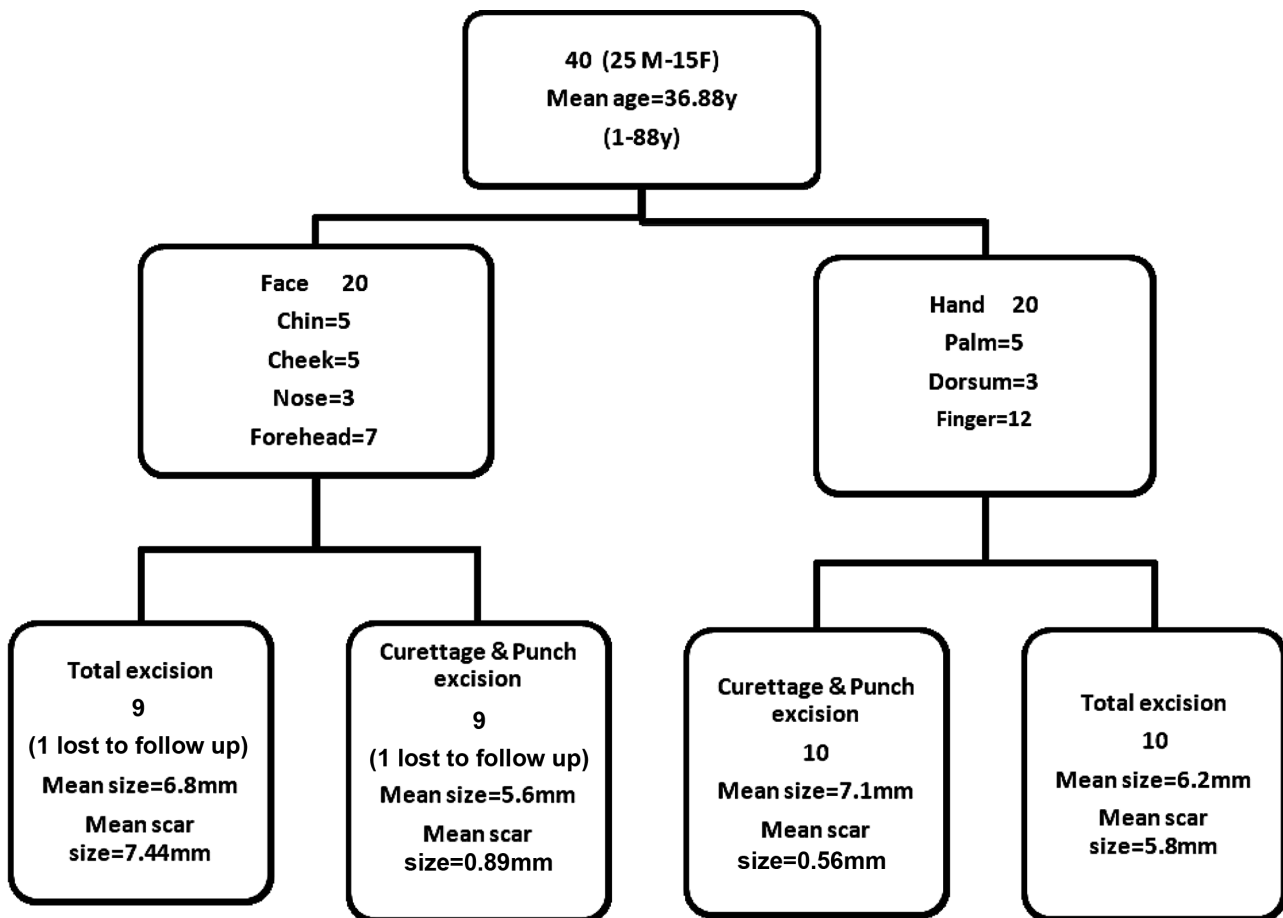 40 (25 M-15F)
Mean age=36.88y
(1-88y)
Face 20
Chin=5
Cheek=5
Nose=3
Forehead=7
Hand 20
Palm=5
Dorsum=3
Finger=12
Total excision
9
(1 lost to follow up)
Mean size=6.8mm
Mean scar
size=7.44mm
Curettage & Punch
excision
9
(1 lost to follow up)
Mean size=5.6mm
Mean scar
size=0.89mm
Curettage & Punch
excision
10
Mean size=7.1mm
Mean scar
size=0.56mm
Total excision
10
Mean size=6.2mm
Mean scar
size=5.8mm